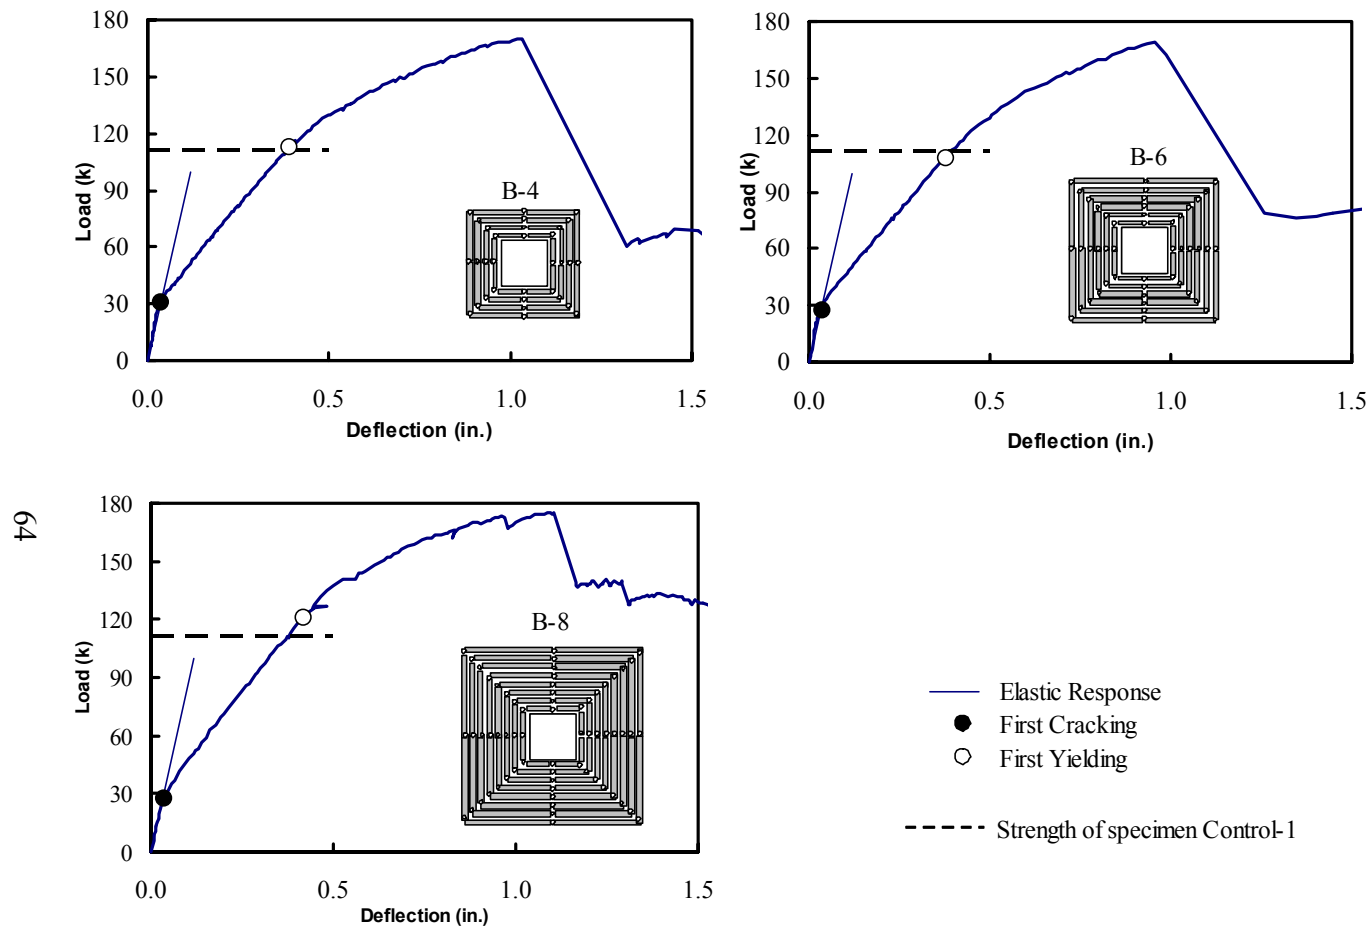 180
150
120
90
60
30
0
Load (k)
B-4
0.0 0.5 1.0 1.5
Deflection (in.)
180
150
120
90
60
30
0
Load (k)
B-6
0.0 0.5 1.0 1.5
Deflection (in.)
64
180
150
120
90
60
30
0
Load (k)
B-8
0.0 0.5 1.0 1.5
Deflection (in.)
Elastic Response
First Cracking
First Yielding
Strength of specimen Control-1